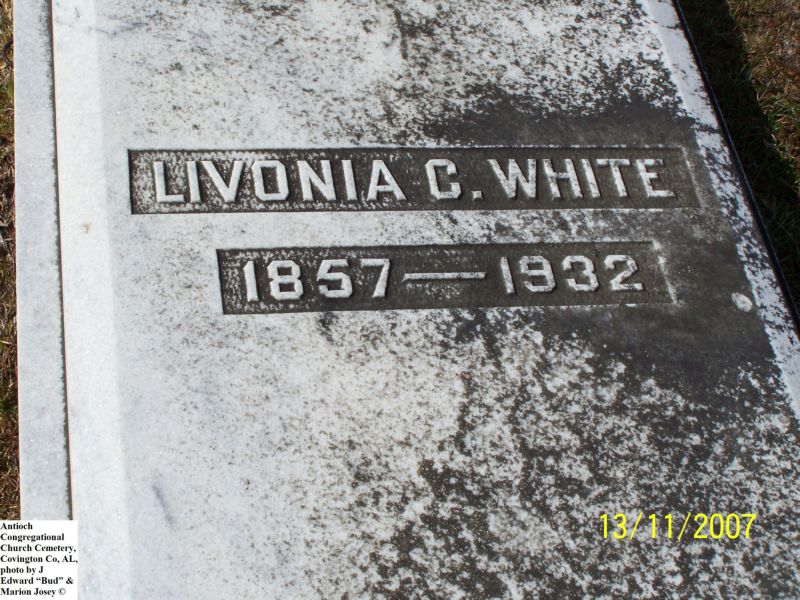 LIVONIA C. WHITE
1857—1932
13/11/2007
Antioch
Congregational
Church Cemetery,
Covington Co, AL,
photo by J
Edward “Bud” &
Marion Josey ©